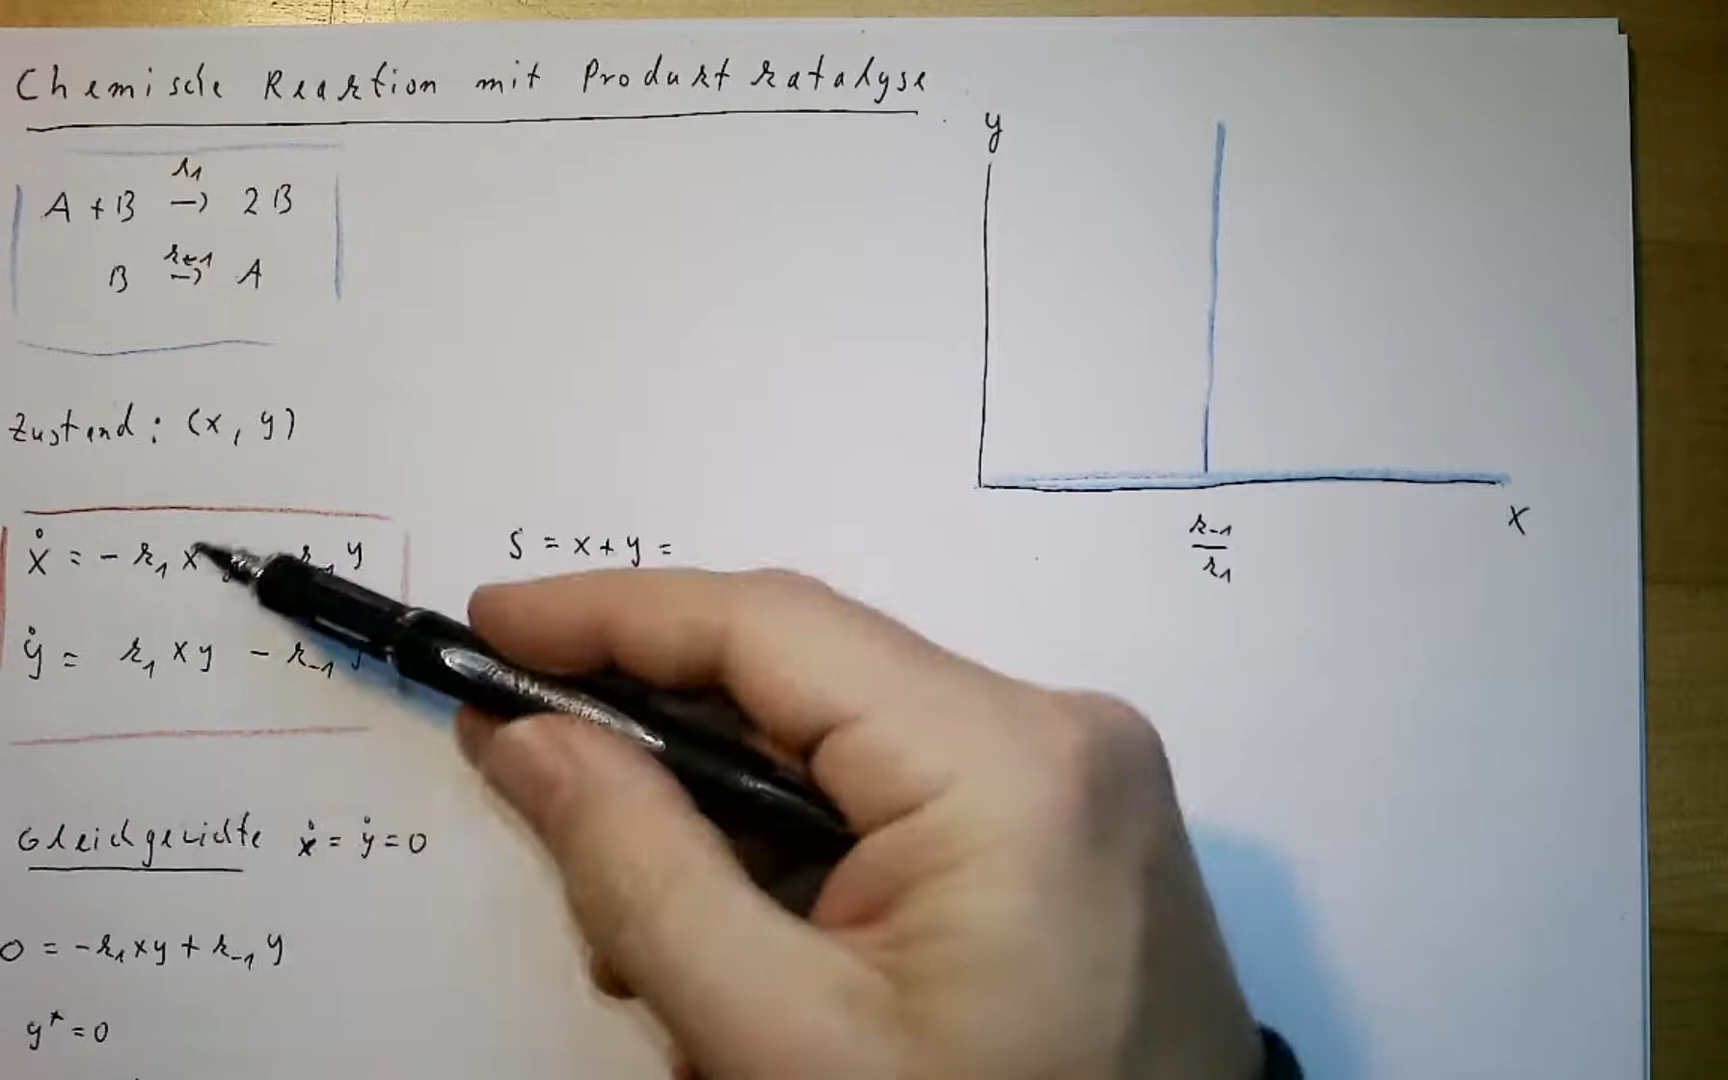 Chemische Reaktion mit Produktkatalyse
A + B → 2B
k₁
B → A
k₋₁
Zustand: (x, y)
ẋ = - k₁ x y
ẏ = k₁ x y - k₋₁
S = x + y =
Gleichgewichte ẋ = ẏ = 0
0 = - k₁ x y + k₋₁ y
y* = 0
y
x
k₋₁
k₁